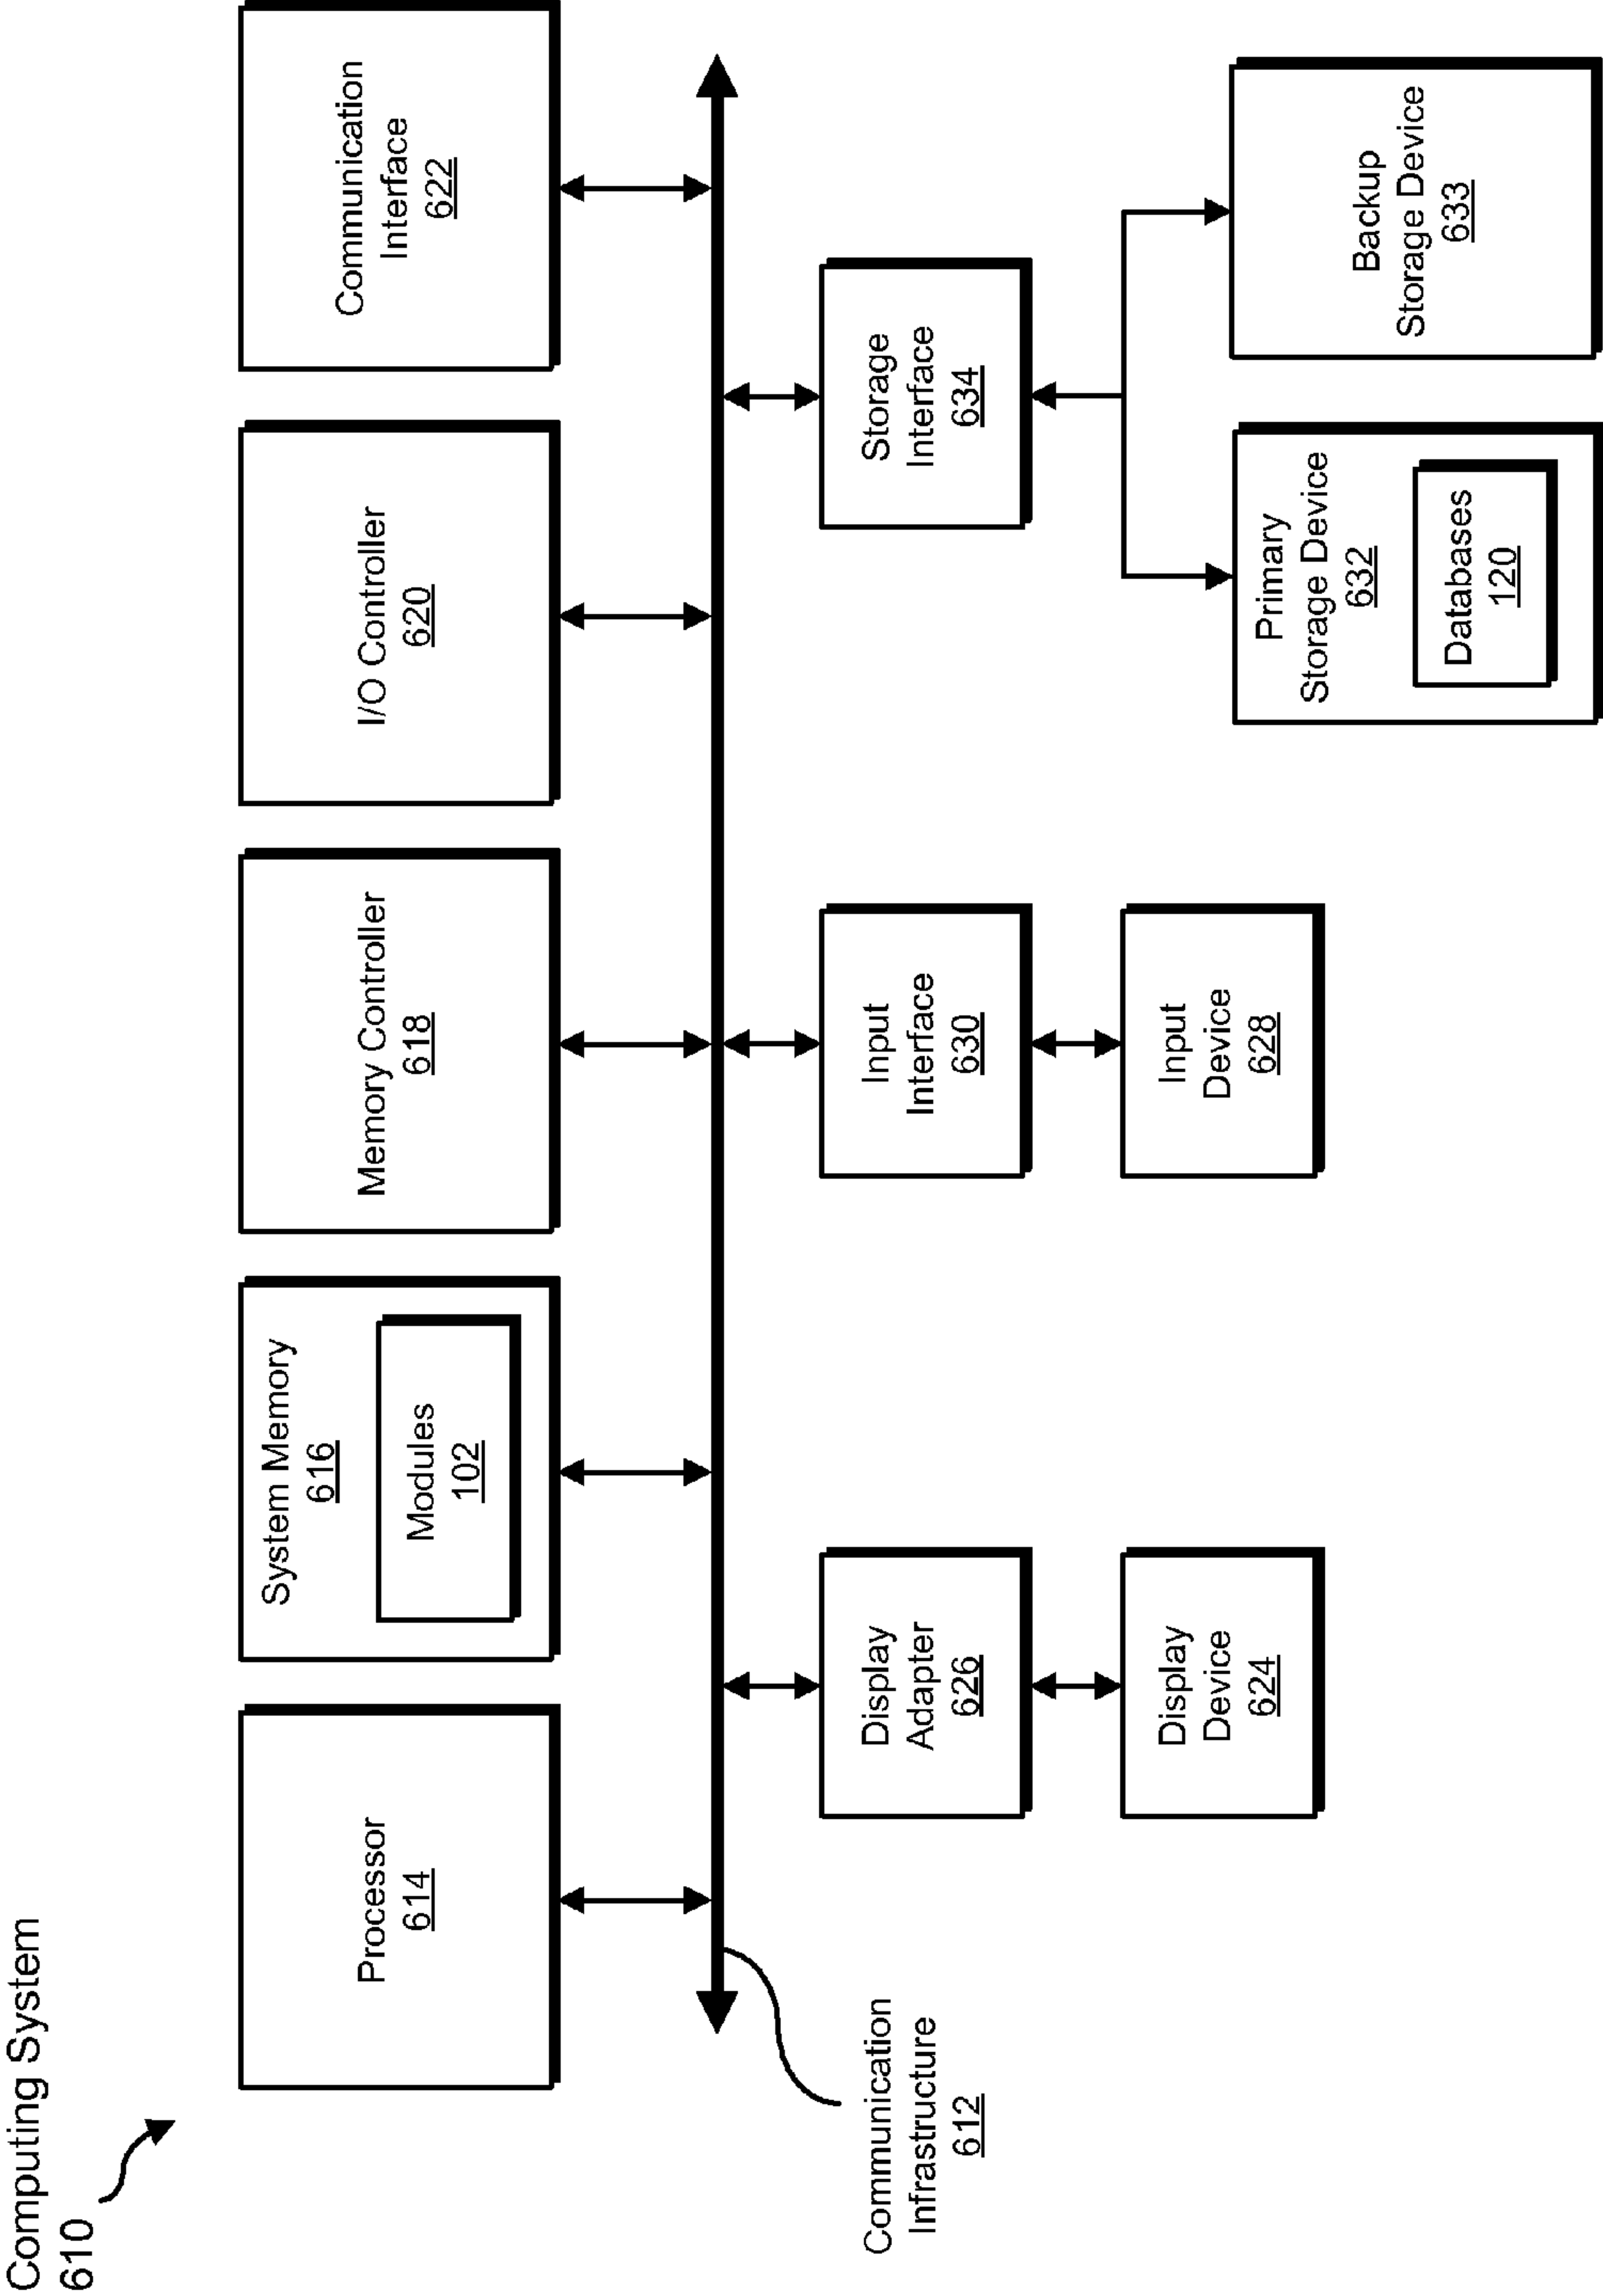 Computing System
610
Processor
614
System Memory
616
Modules
102
Memory Controller
618
I/O Controller
620
Communication
Interface
622
Communication
Infrastructure
612
Display
Adapter
626
Input
Interface
630
Storage
Interface
634
Display
Device
624
Input
Device
628
Primary
Storage Device
632
Databases
120
Backup
Storage Device
633